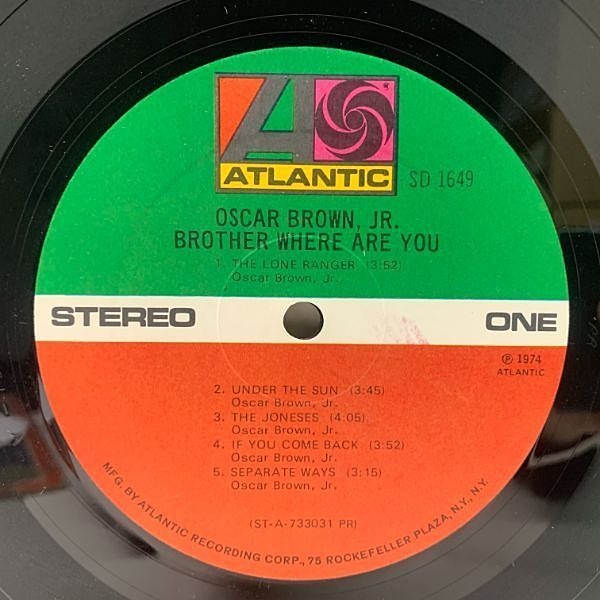 ATLANTIC
SD 1649
OSCAR BROWN, JR.
BROTHER WHERE ARE YOU
1. THE LONE RANGER (3:52)
Oscar Brown, Jr.
STEREO
ONE
℗ 1974
ATLANTIC
2. UNDER THE SUN (3:45)
Oscar Brown, Jr.
3. THE JONESES (4:05)
Oscar Brown, Jr.
4. IF YOU COME BACK (3:52)
Oscar Brown, Jr.
5. SEPARATE WAYS (3:15)
Oscar Brown, Jr.
(ST-A-733031 PR)
MFG. BY ATLANTIC RECORDING CORP., 75 ROCKEFELLER PLAZA, N.Y., N.Y.